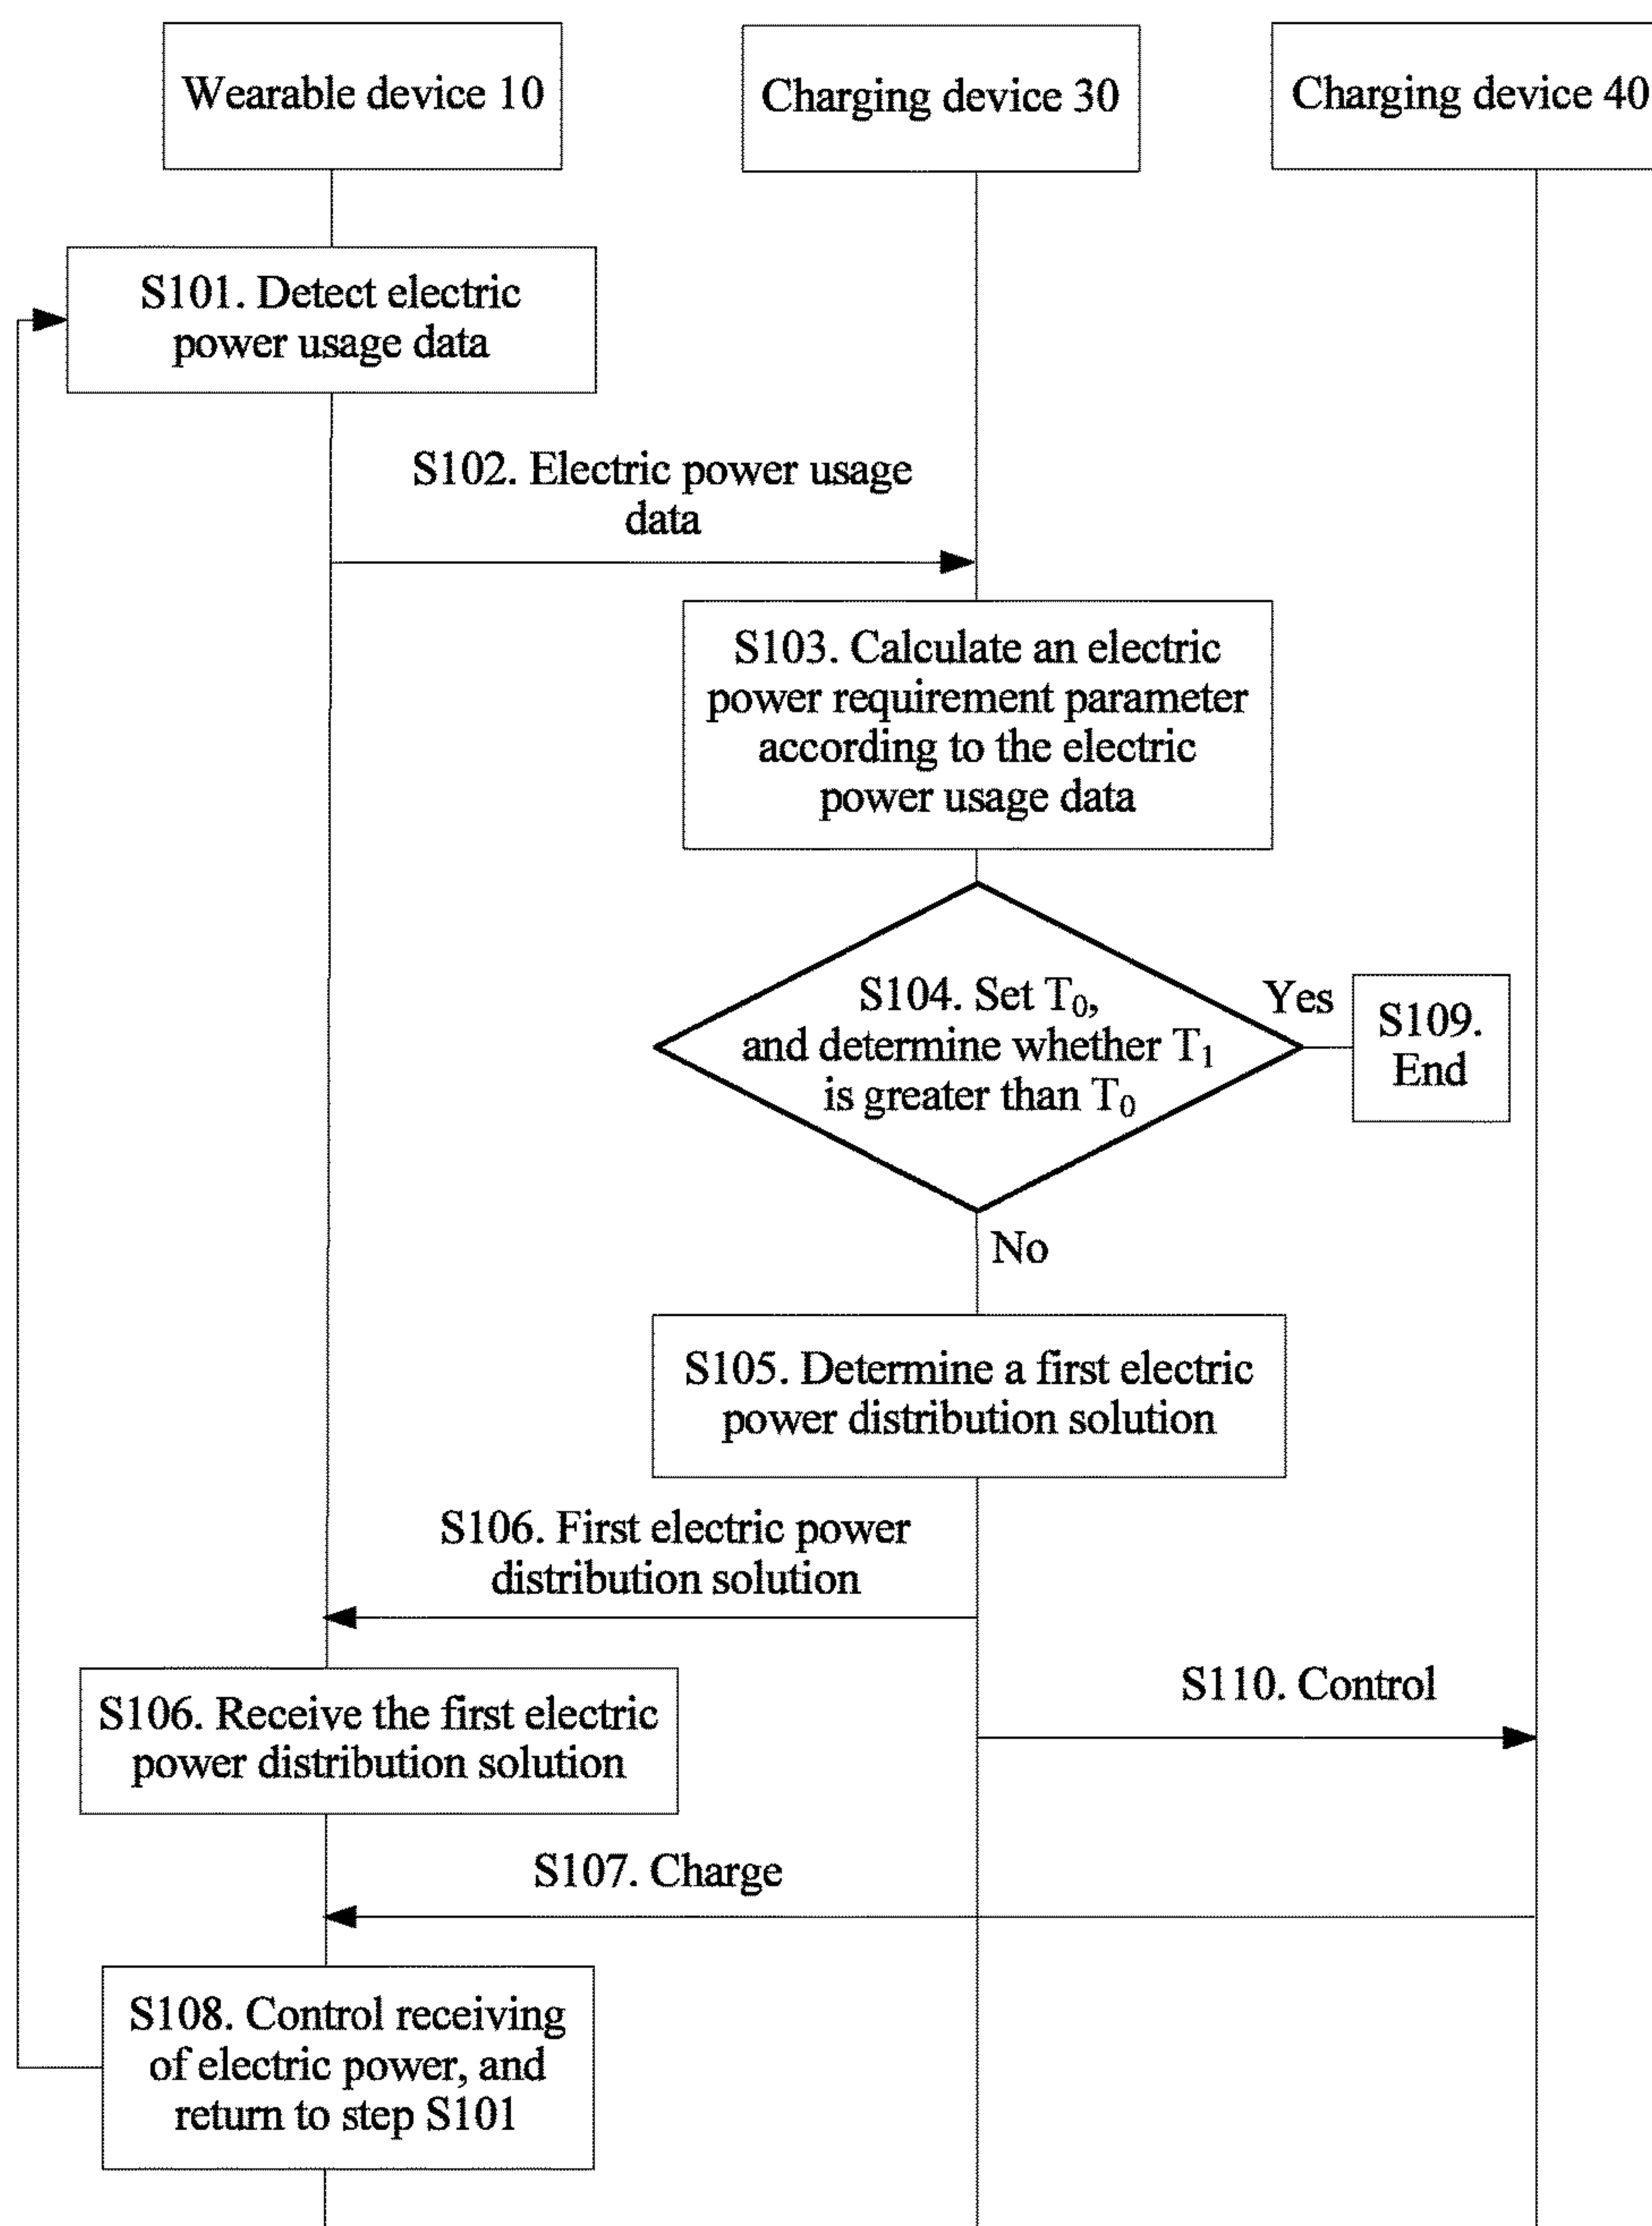 Wearable device 10
Charging device 30
Charging device 40
S101. Detect electric
power usage data
S102. Electric power usage
data
S103. Calculate an electric
power requirement parameter
according to the electric
power usage data
S104. Set T₀,
and determine whether T₁
is greater than T₀
Yes
S109.
End
No
S105. Determine a first electric
power distribution solution
S106. First electric power
distribution solution
S106. Receive the first electric
power distribution solution
S110. Control
S107. Charge
S108. Control receiving
of electric power, and
return to step S101